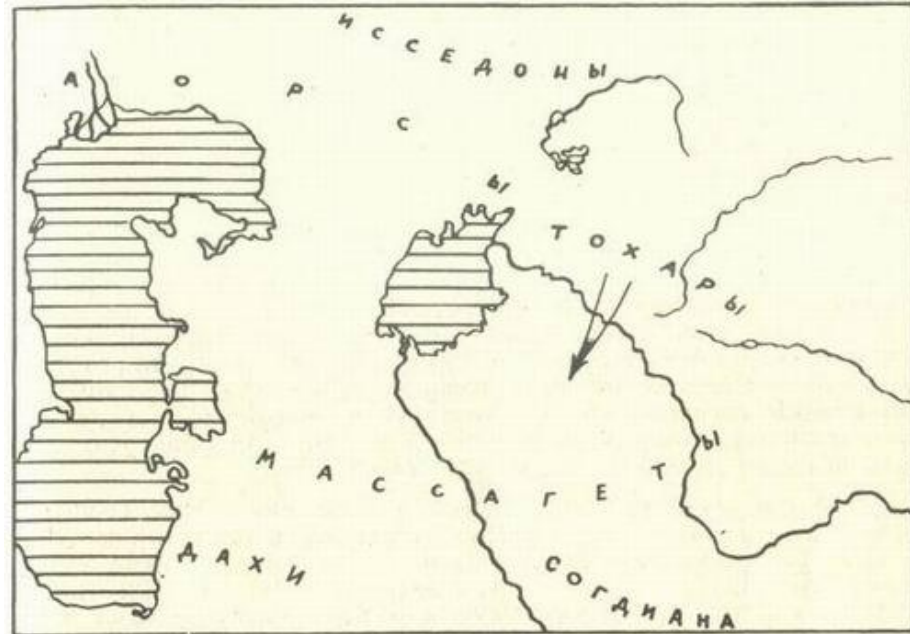 ИССЕДОНЫ
АОРСЫ
ТОХАРЫ
МАССАГЕТЫ
ДАХИ
СОГДИАНА